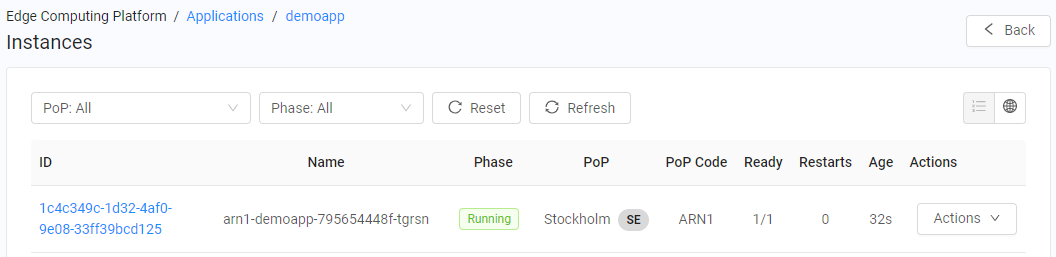 Edge Computing Platform / Applications / demoapp
Instances
Back
PoP: All
Phase: All
Reset
Refresh
ID Name Phase PoP PoP Code Ready Restarts Age Actions
1c4c349c-1d32-4af0-
9e08-33ff39bcd125
arn1-demoapp-795654448f-tgrsn Running Stockholm SE ARN1 1/1 0 32s Actions